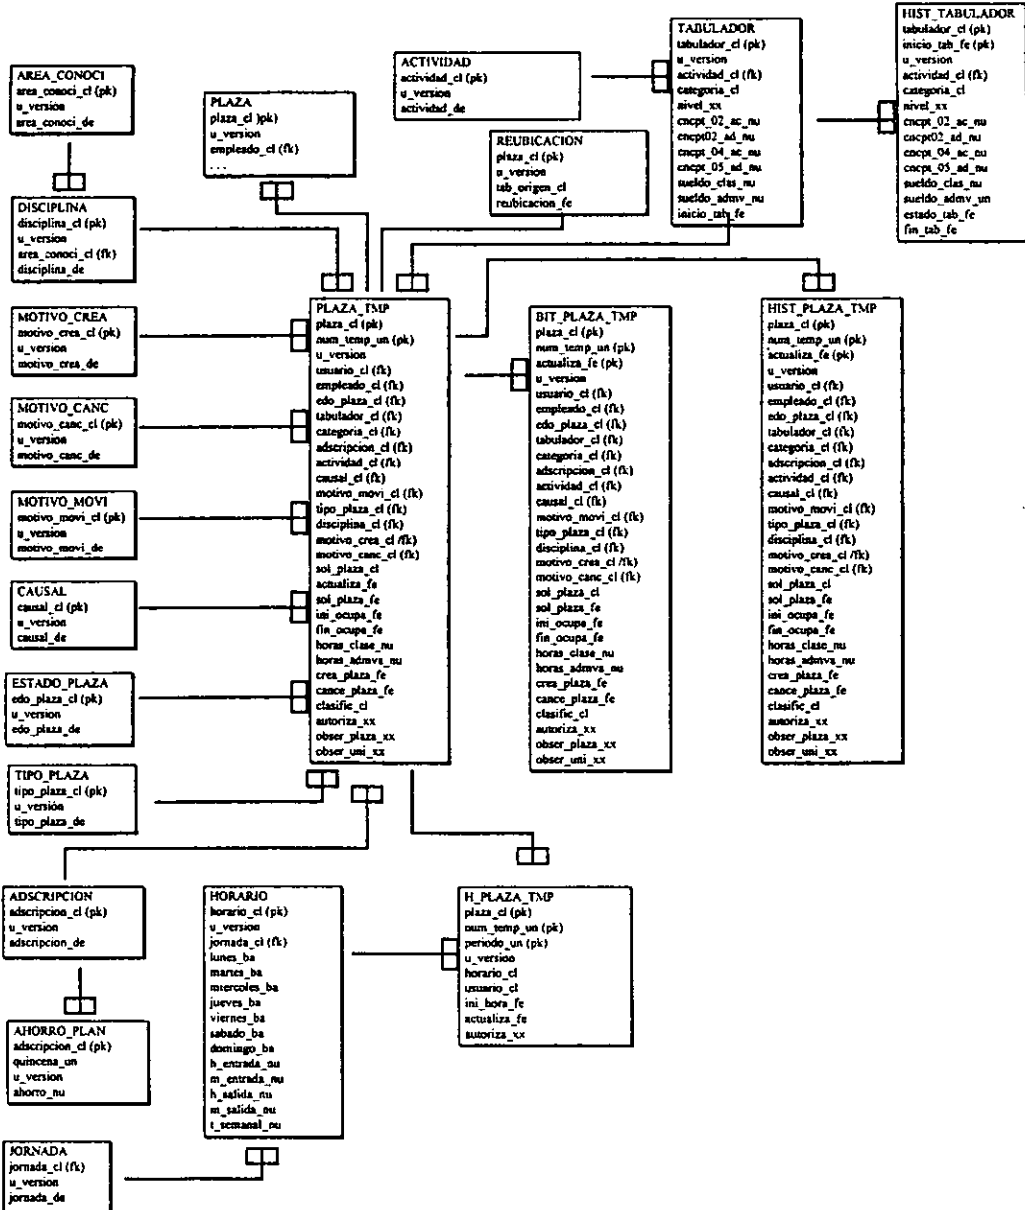 HIST_TABULADOR
tabulador_cl (pk)
inicio_tab_fe (pk)
u_version
actividad_cl (fk)
categoria_cl
nivel_xx
cncpt_02_ac_nu
cncpt02_ad_nu
cncpt_04_ac_nu
cncpt_05_ad_nu
sueldo_clas_nu
sueldo_admv_un
estado_tab_fe
fin_tab_fe
TABULADOR
tabulador_cl (pk)
u_version
actividad_cl (fk)
categoria_cl
nivel_xx
cncpt_02_ac_nu
cncpt02_ad_nu
cncpt_04_ac_nu
cncpt_05_ad_nu
sueldo_clas_nu
sueldo_admv_nu
inicio_tab_fe
ACTIVIDAD
actividad_cl (pk)
u_version
actividad_de
AREA_CONOCI
area_conoci_cl (pk)
u_version
area_conoci_de
PLAZA
plaza_cl )pk)
u_version
empleado_cl (fk)
. . .
REUBICACION
plaza_cl (pk)
u_version
tab_origen_cl
reubicacion_fe
DISCIPLINA
disciplina_cl (pk)
u_version
area_conoci_cl (fk)
disciplina_de
MOTIVO_CREA
motivo_crea_cl (pk)
u_version
motivo_crea_de
MOTIVO_CANC
motivo_canc_cl (pk)
u_version
motivo_canc_de
MOTIVO_MOVI
motivo_movi_cl (pk)
u_version
motivo_movi_de
CAUSAL
causal_cl (pk)
u_version
causal_de
ESTADO_PLAZA
edo_plaza_cl (pk)
u_version
edo_plaza_de
TIPO_PLAZA
tipo_plaza_cl (pk)
u_versión
tipo_plaza_de
PLAZA_TMP
plaza_cl (pk)
num_temp_un (pk)
u_version
usuario_cl (fk)
empleado_cl (fk)
edo_plaza_cl (fk)
tabulador_cl (fk)
categoria_cl (fk)
adscripcion_cl (fk)
actividad_cl (fk)
causal_cl (fk)
motivo_movi_cl (fk)
tipo_plaza_cl (fk)
disciplina_cl (fk)
motivo_crea_cl /fk)
motivo_canc_cl (fk)
sol_plaza_cl
actualiza_fe
sol_plaza_fe
ini_ocupa_fe
fin_ocupa_fe
horas_clase_nu
horas_admva_nu
crea_plaza_fe
cance_plaza_fe
clasific_cl
autoriza_xx
obser_plaza_xx
obser_uni_xx
BIT_PLAZA_TMP
plaza_cl (pk)
num_temp_un (pk)
actualiza_fe (pk)
u_version
usuario_cl (fk)
empleado_cl (fk)
edo_plaza_cl (fk)
tabulador_cl (fk)
categoria_cl (fk)
adscripcion_cl (fk)
actividad_cl (fk)
causal_cl (fk)
motivo_movi_cl (fk)
tipo_plaza_cl (fk)
disciplina_cl (fk)
motivo_crea_cl /fk)
motivo_canc_cl (fk)
sol_plaza_cl
sol_plaza_fe
ini_ocupa_fe
fin_ocupa_fe
horas_clase_nu
horas_admva_nu
crea_plaza_fe
cance_plaza_fe
clasific_cl
autoriza_xx
obser_plaza_xx
obser_uni_xx
HIST_PLAZA_TMP
plaza_cl (pk)
num_temp_un (pk)
actualiza_fe (pk)
u_version
usuario_cl (fk)
empleado_cl (fk)
edo_plaza_cl (fk)
tabulador_cl (fk)
categoria_cl (fk)
adscripcion_cl (fk)
actividad_cl (fk)
causal_cl (fk)
motivo_movi_cl (fk)
tipo_plaza_cl (fk)
disciplina_cl (fk)
motivo_crea_cl /fk)
motivo_canc_cl (fk)
sol_plaza_cl
sol_plaza_fe
ini_ocupa_fe
fin_ocupa_fe
horas_clase_nu
horas_admva_nu
crea_plaza_fe
cance_plaza_fe
clasific_cl
autoriza_xx
obser_plaza_xx
obser_uni_xx
ADSCRIPCION
adscripcion_cl (pk)
u_version
adscripcion_de
AHORRO_PLAN
adscripcion_cl (pk)
quincena_un
u_version
ahorro_nu
JORNADA
jornada_cl (fk)
u_version
jornada_de
HORARIO
horario_cl (pk)
u_version
jornada_cl (fk)
lunes_ba
martes_ba
miercoles_ba
jueves_ba
viernes_ba
sabado_ba
domingo_ba
h_entrada_nu
m_entrada_nu
h_salida_nu
m_salida_nu
t_semanal_nu
H_PLAZA_TMP
plaza_cl (pk)
num_temp_un (pk)
periodo_un (pk)
u_version
horario_cl
usuario_cl
ini_hora_fe
actualiza_fe
autoriza_xx